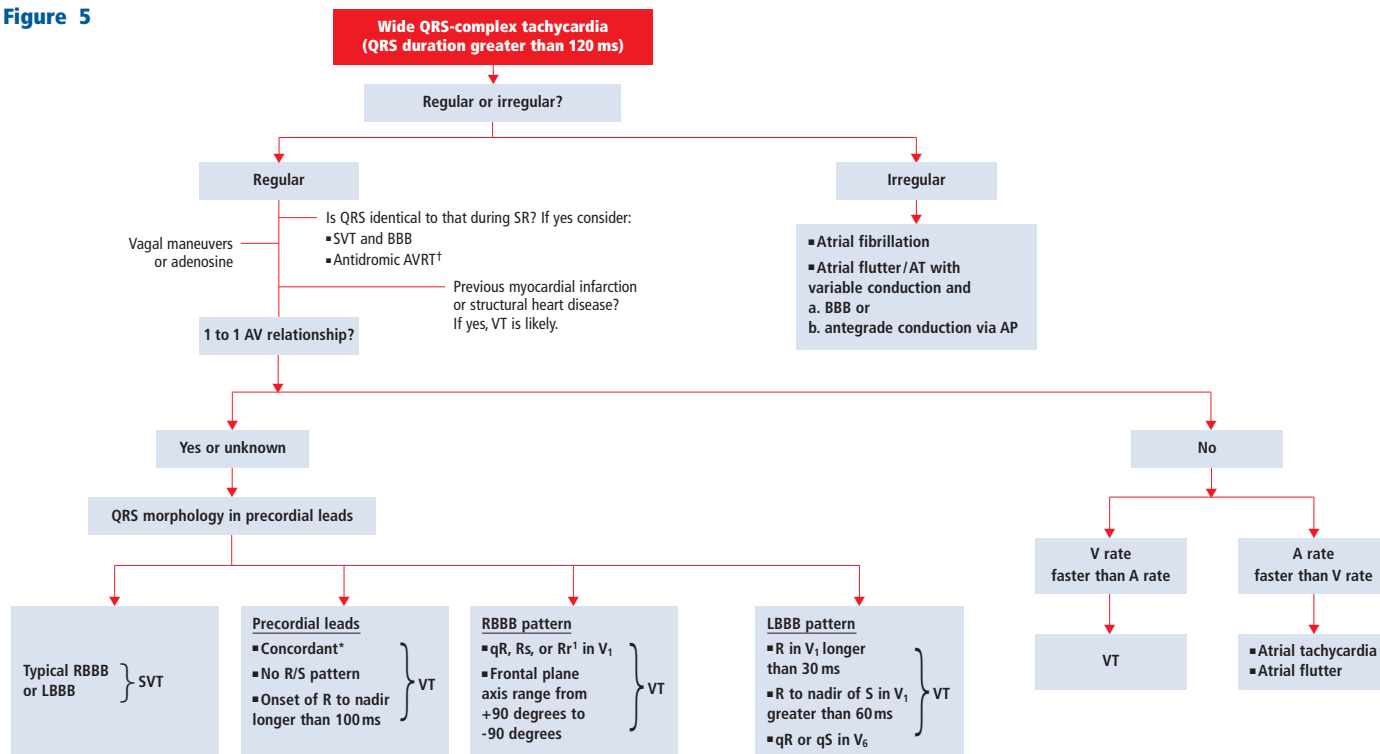 Figure 5
Wide QRS-complex tachycardia
(QRS duration greater than 120 ms)
Regular or irregular?
Regular
Irregular
Is QRS identical to that during SR? If yes consider:
▪SVT and BBB
▪Antidromic AVRT†
Vagal maneuvers
or adenosine
Previous myocardial infarction
or structural heart disease?
If yes, VT is likely.
▪Atrial fibrillation
▪Atrial flutter/AT with
variable conduction and
a. BBB or
b. antegrade conduction via AP
1 to 1 AV relationship?
Yes or unknown
No
QRS morphology in precordial leads
V rate
faster than A rate
A rate
faster than V rate
Typical RBBB
or LBBB
SVT
Precordial leads
▪Concordant*
▪No R/S pattern
▪Onset of R to nadir
longer than 100 ms
VT
RBBB pattern
▪qR, Rs, or Rr¹ in V₁
▪Frontal plane
axis range from
+90 degrees to
-90 degrees
VT
LBBB pattern
▪R in V₁ longer
than 30 ms
▪R to nadir of S in V₁
greater than 60 ms
▪qR or qS in V₆
VT
VT
▪Atrial tachycardia
▪Atrial flutter